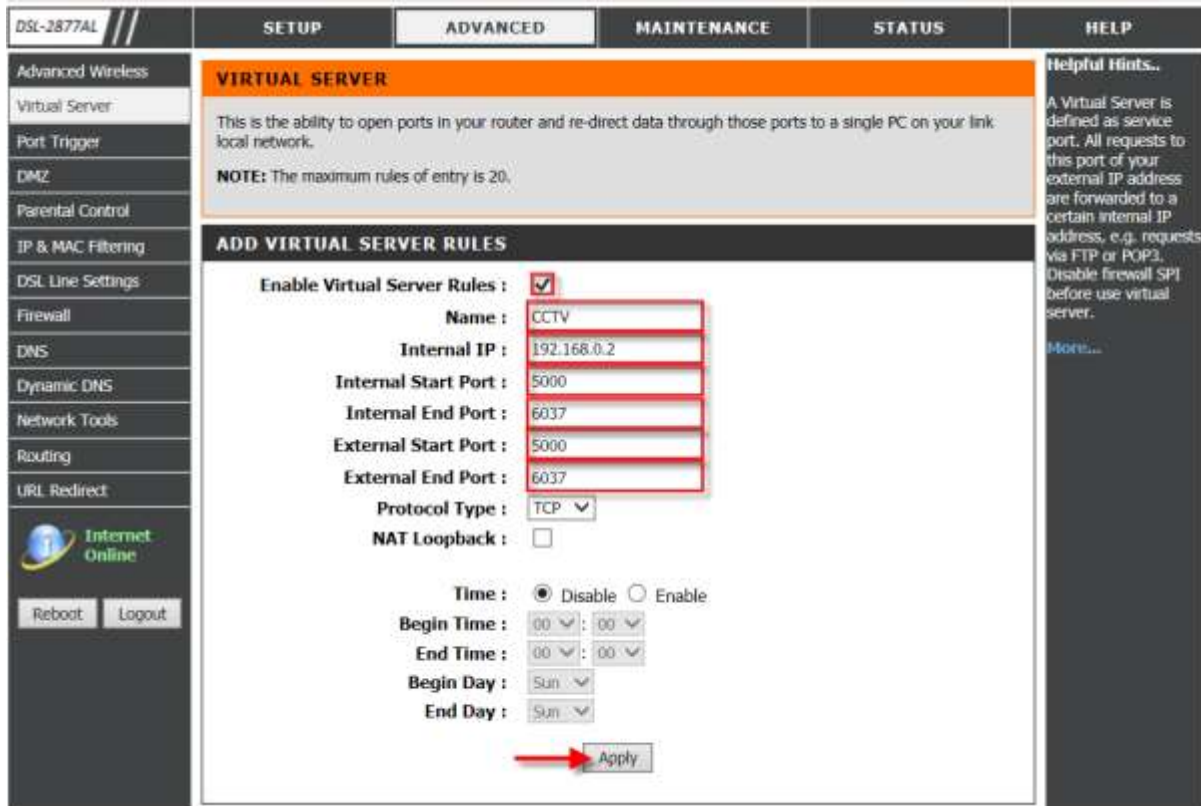 DSL-2877AL
SETUP
ADVANCED
MAINTENANCE
STATUS
HELP
Advanced Wireless
Virtual Server
Port Trigger
DMZ
Parental Control
IP & MAC Filtering
DSL Line Settings
Firewall
DNS
Dynamic DNS
Network Tools
Routing
URL Redirect
Internet
Online
Reboot
Logout
VIRTUAL SERVER
This is the ability to open ports in your router and re-direct data through those ports to a single PC on your link
local network.
NOTE: The maximum rules of entry is 20.
ADD VIRTUAL SERVER RULES
Enable Virtual Server Rules :
Name : CCTV
Internal IP : 192.168.0.2
Internal Start Port : 5000
Internal End Port : 6037
External Start Port : 5000
External End Port : 6037
Protocol Type : TCP
NAT Loopback :
Time : Disable Enable
Begin Time : 00 : 00
End Time : 00 : 00
Begin Day : Sun
End Day : Sun
Apply
Helpful Hints..
A Virtual Server is
defined as service
port. All requests to
this port of your
external IP address
are forwarded to a
certain internal IP
address, e.g. requests
via FTP or POP3.
Disable firewall SPI
before use virtual
server.
More...